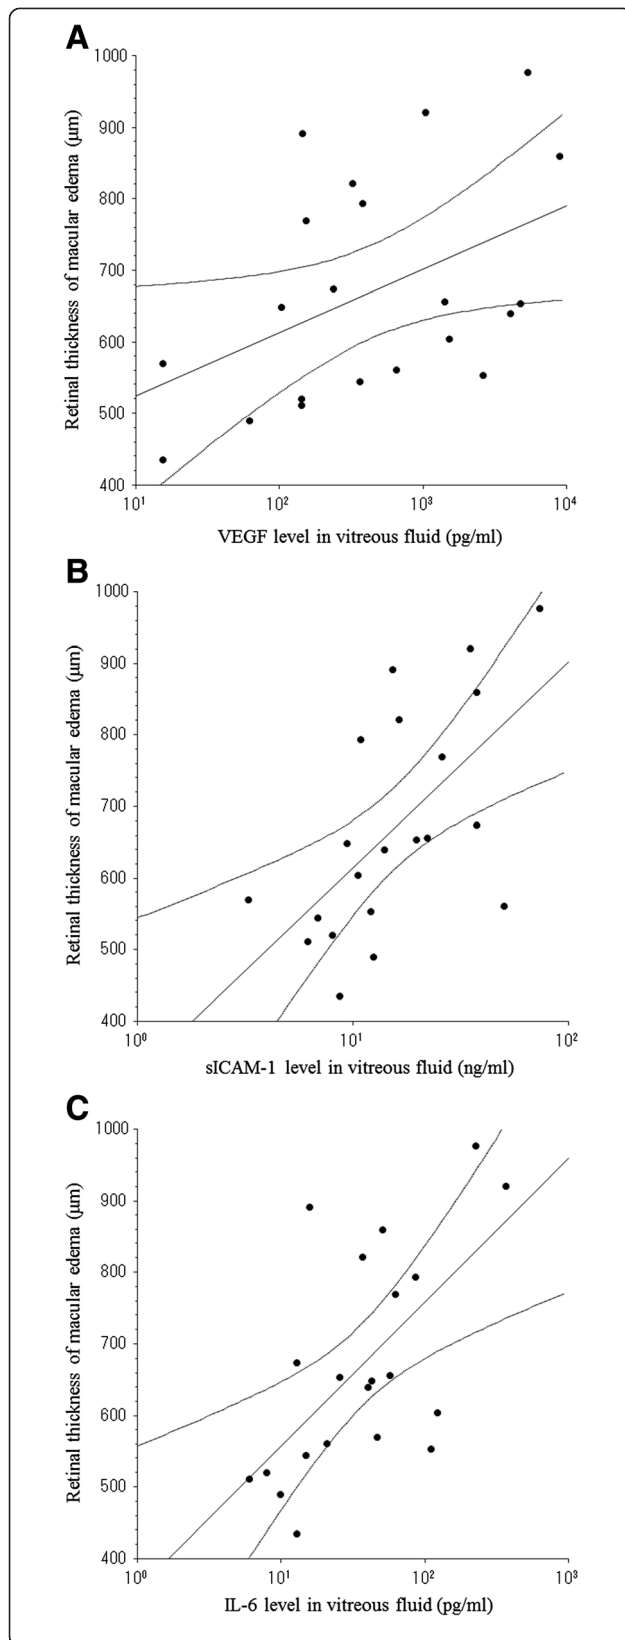 A
Retinal thickness of macular edema (μm)
1000
900
800
700
600
500
400
10¹ 10² 10³ 10⁴
VEGF level in vitreous fluid (pg/ml)
B
Retinal thickness of macular edema (μm)
1000
900
800
700
600
500
400
10⁰ 10¹ 10²
sICAM-1 level in vitreous fluid (ng/ml)
C
Retinal thickness of macular edema (μm)
1000
900
800
700
600
500
400
10⁰ 10¹ 10² 10³
IL-6 level in vitreous fluid (pg/ml)